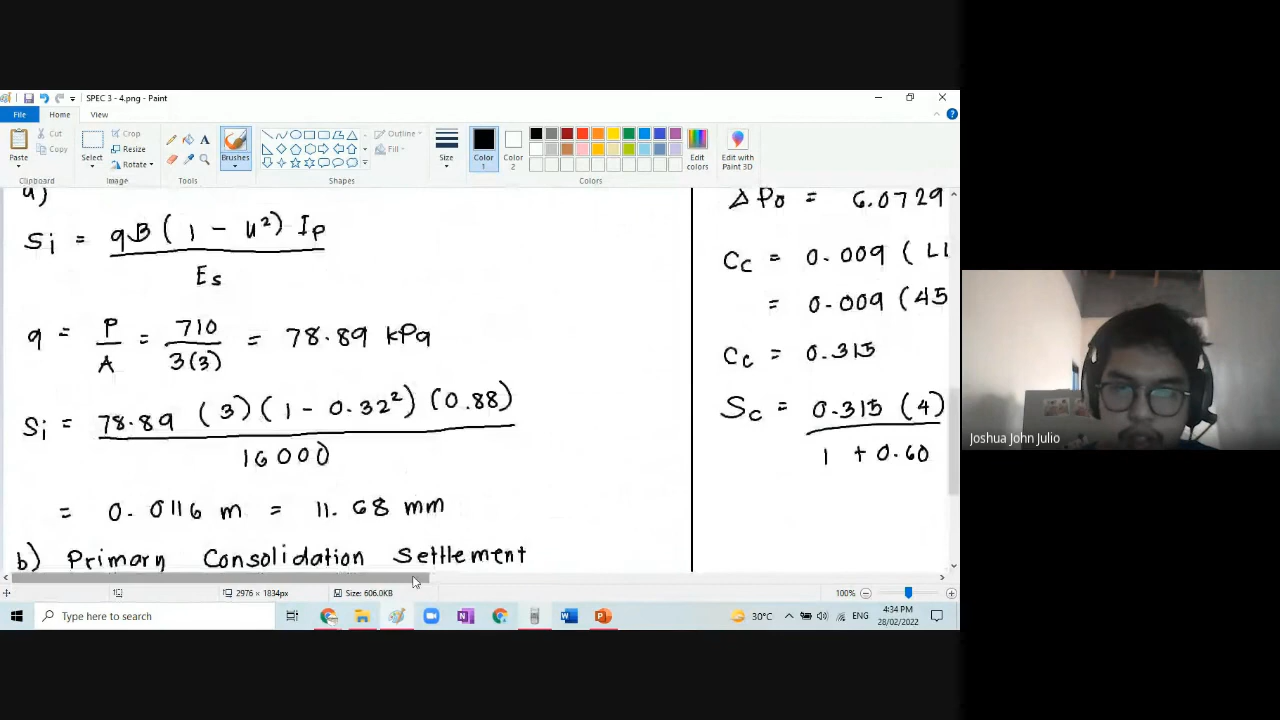 SPEC 3 - 4.png - Paint
File Home View
Paste
Cut
Copy
Clipboard
Select
Crop
Resize
Rotate
Image
Tools
Brushes
Shapes
Outline
Fill
Size
Color 1
Color 2
Edit colors
Edit with Paint 3D
Colors
a)
Si = qB ( 1 - u²) Ip
Es
q = P = 710 = 78.89 kPa
A 3(3)
Si = 78.89 (3) (1 - 0.32²) (0.88)
16000
= 0.0116 m = 11.68 mm
b) Primary Consolidation Settlement
Δ Po = 6.0729
Cc = 0.009 ( LL
= 0.009 (45
Cc = 0.315
Sc = 0.315 (4)
1 + 0.60
2976 × 1834px
Size: 606.0KB
100%
Type here to search
30°C
ENG
4:34 PM
28/02/2022
Joshua John Julio